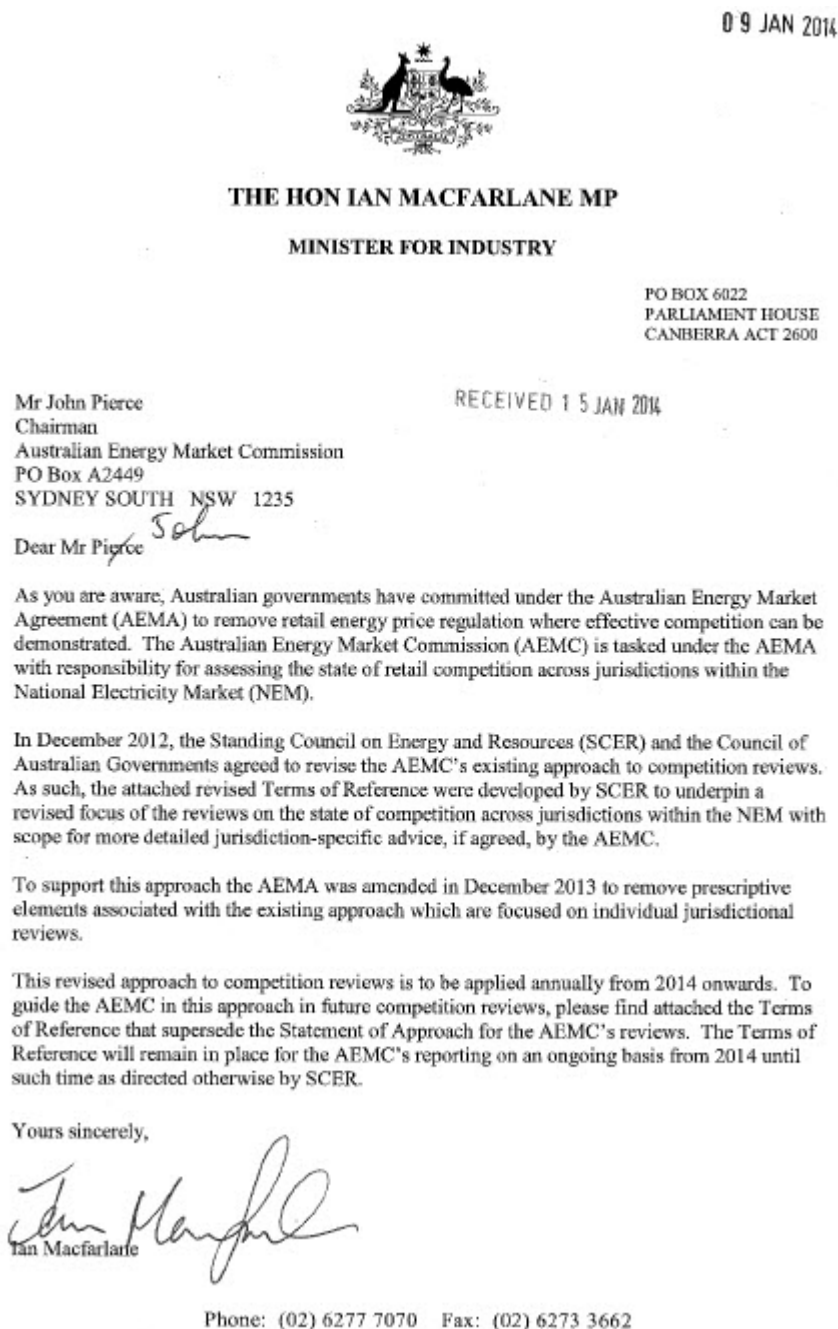 09 JAN 2014
AUSTRALIA
THE HON IAN MACFARLANE MP
MINISTER FOR INDUSTRY
PO BOX 6022
PARLIAMENT HOUSE
CANBERRA ACT 2600
RECEIVED 15 JAN 2014
Mr John Pierce
Chairman
Australian Energy Market Commission
PO Box A2449
SYDNEY SOUTH NSW 1235
Dear Mr Pierce John
As you are aware, Australian governments have committed under the Australian Energy Market
Agreement (AEMA) to remove retail energy price regulation where effective competition can be
demonstrated. The Australian Energy Market Commission (AEMC) is tasked under the AEMA
with responsibility for assessing the state of retail competition across jurisdictions within the
National Electricity Market (NEM).
In December 2012, the Standing Council on Energy and Resources (SCER) and the Council of
Australian Governments agreed to revise the AEMC's existing approach to competition reviews.
As such, the attached revised Terms of Reference were developed by SCER to underpin a
revised focus of the reviews on the state of competition across jurisdictions within the NEM with
scope for more detailed jurisdiction-specific advice, if agreed, by the AEMC.
To support this approach the AEMA was amended in December 2013 to remove prescriptive
elements associated with the existing approach which are focused on individual jurisdictional
reviews.
This revised approach to competition reviews is to be applied annually from 2014 onwards. To
guide the AEMC in this approach in future competition reviews, please find attached the Terms
of Reference that supersede the Statement of Approach for the AEMC's reviews. The Terms of
Reference will remain in place for the AEMC's reporting on an ongoing basis from 2014 until
such time as directed otherwise by SCER.
Yours sincerely,
Ian Macfarlane
Ian Macfarlane
Phone: (02) 6277 7070 Fax: (02) 6273 3662